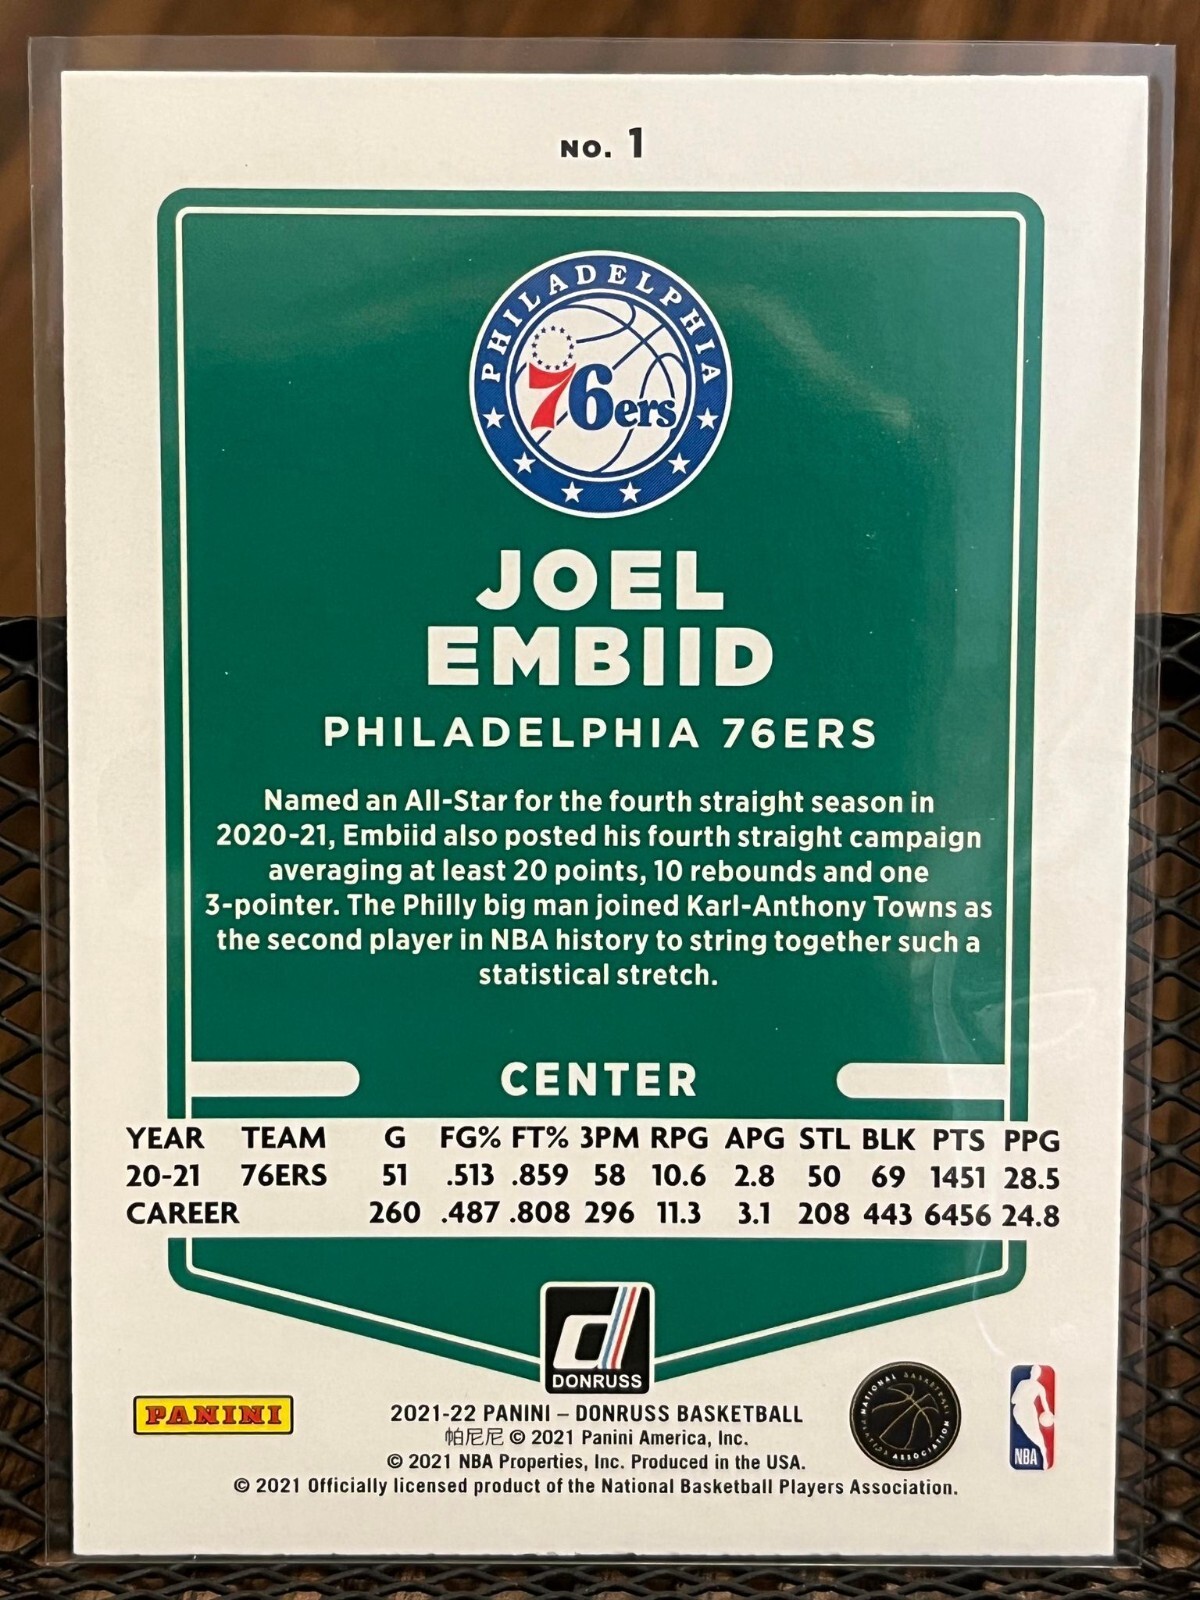 NO. 1
PHILADELPHIA
76ers
JOEL
EMBIID
PHILADELPHIA 76ERS
Named an All-Star for the fourth straight season in
2020-21, Embiid also posted his fourth straight campaign
averaging at least 20 points, 10 rebounds and one
3-pointer. The Philly big man joined Karl-Anthony Towns as
the second player in NBA history to string together such a
statistical stretch.
CENTER
YEAR TEAM G FG% FT% 3PM RPG APG STL BLK PTS PPG
20-21 76ERS 51 .513 .859 58 10.6 2.8 50 69 1451 28.5
CAREER 260 .487 .808 296 11.3 3.1 208 443 6456 24.8
d
DONRUSS
PANINI
2021-22 PANINI – DONRUSS BASKETBALL
帕尼尼 © 2021 Panini America, Inc.
© 2021 NBA Properties, Inc. Produced in the USA.
© 2021 Officially licensed product of the National Basketball Players Association.
NATIONAL BASKETBALL PLAYERS ASSOCIATION
NBA